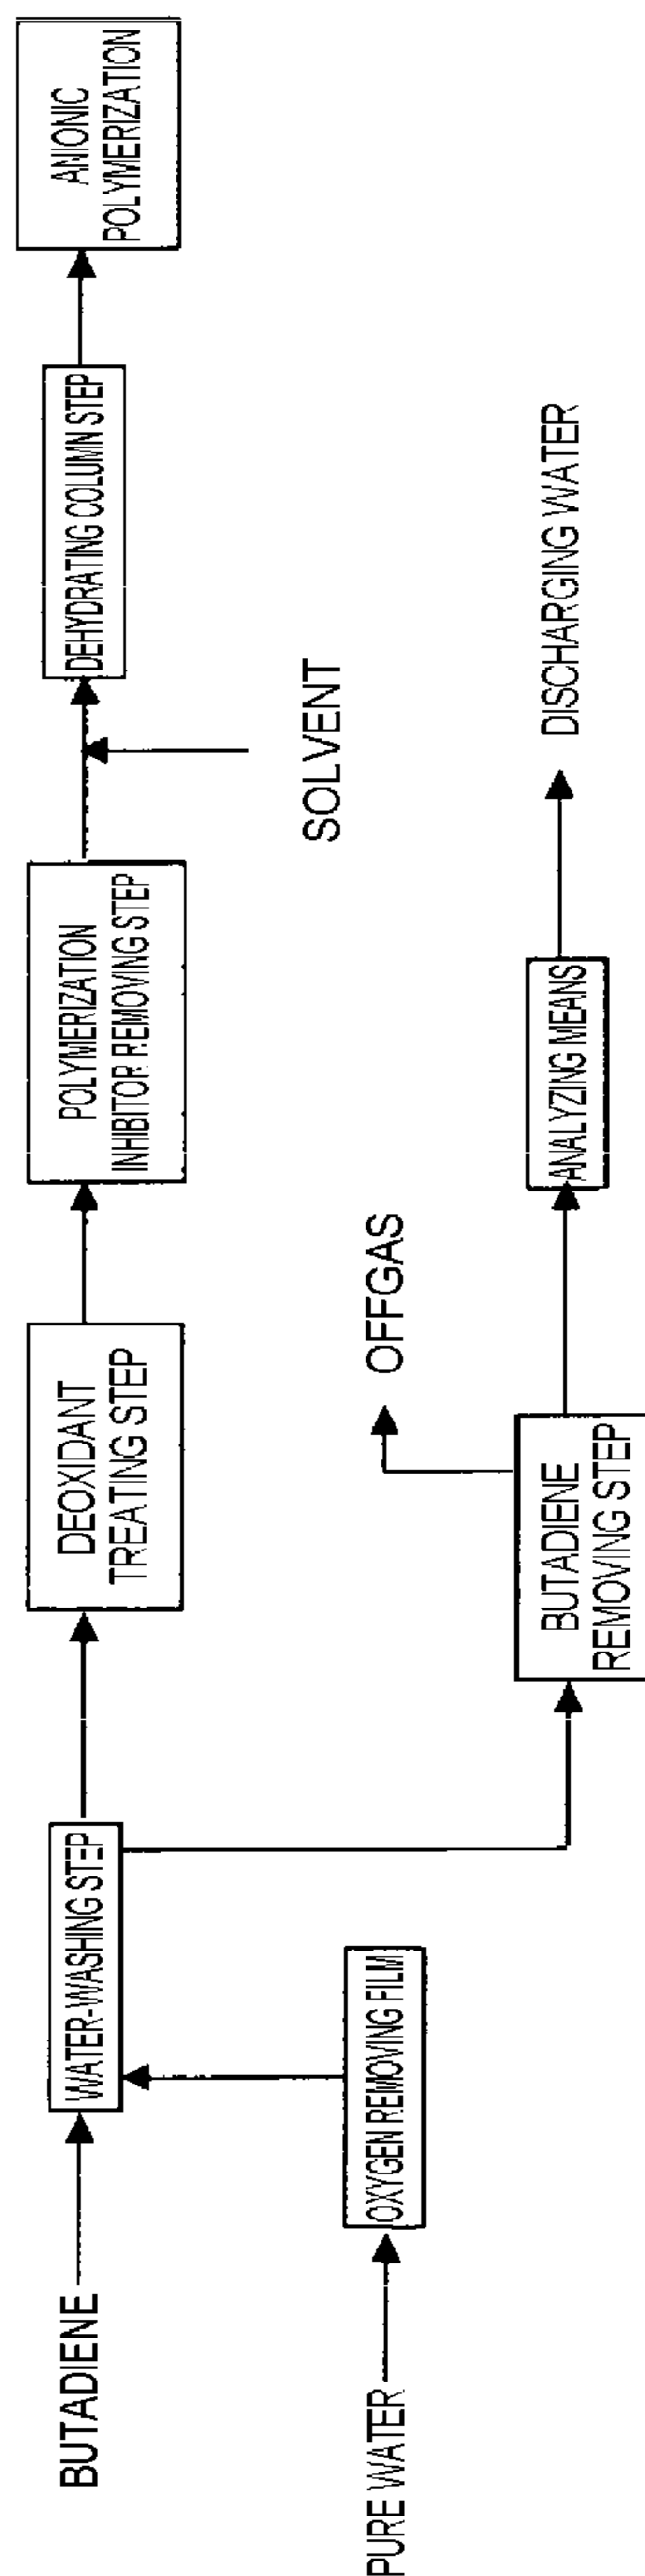 BUTADIENE
WATER-WASHING STEP
DEOXIDANT
TREATING STEP
POLYMERIZATION
INHIBITOR REMOVING STEP
DEHYDRATING COLUMN STEP
ANIONIC
POLYMERIZATION
SOLVENT
PURE WATER
OXYGEN REMOVING FILM
OFFGAS
BUTADIENE
REMOVING STEP
ANALYZING MEANS
DISCHARGING WATER